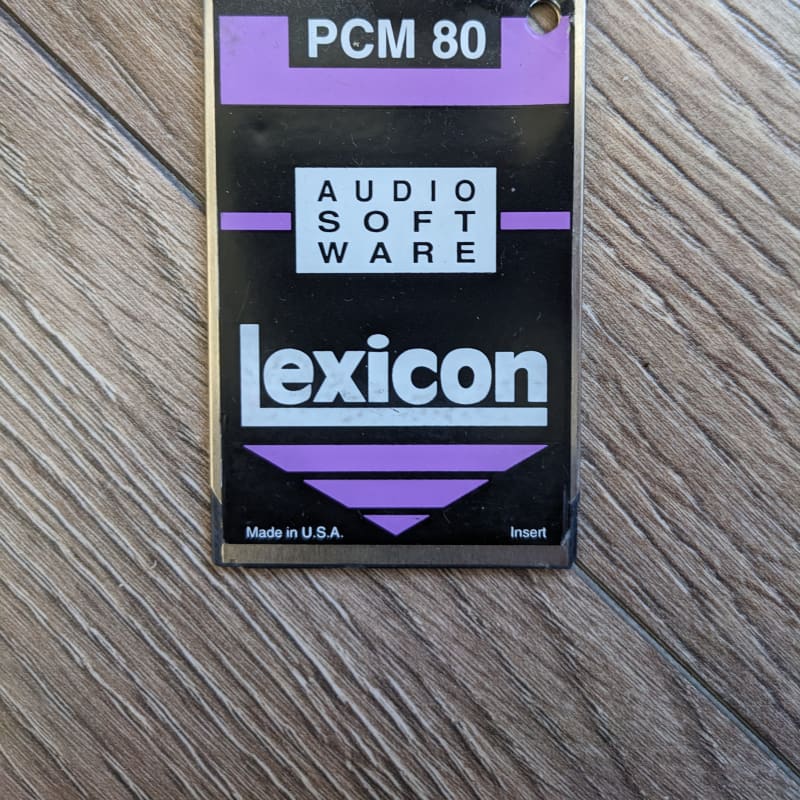 PCM 80
AUDIO
SOFT
WARE
Lexicon
Made in U.S.A. Insert